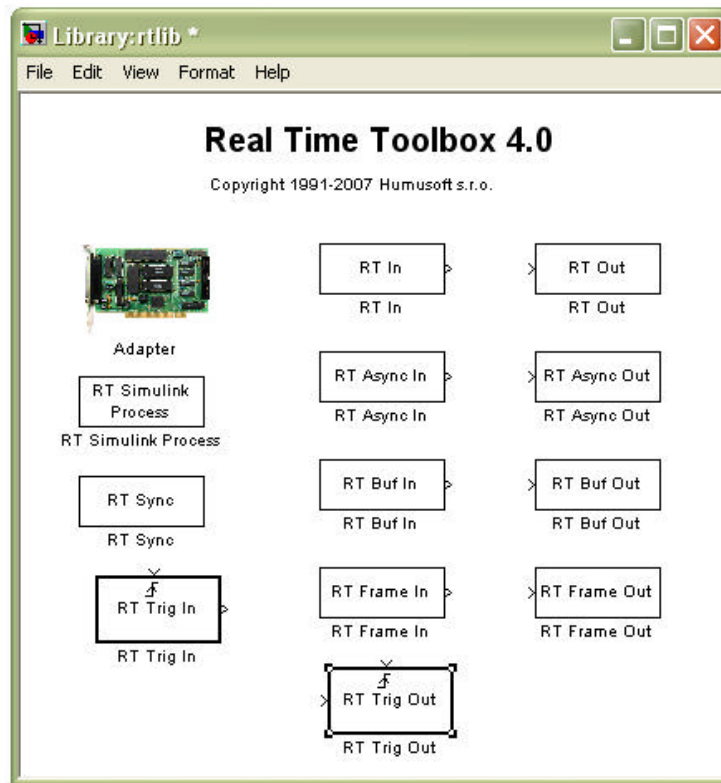 Library:rtlib *
File Edit View Format Help
Real Time Toolbox 4.0
Copyright 1991-2007 Humusoft s.r.o.
Adapter
RT Simulink
Process
RT Simulink Process
RT Sync
RT Sync
RT Trig In
RT Trig In
RT In
RT In
RT Async In
RT Async In
RT Buf In
RT Buf In
RT Frame In
RT Frame In
RT Trig Out
RT Trig Out
RT Out
RT Out
RT Async Out
RT Async Out
RT Buf Out
RT Buf Out
RT Frame Out
RT Frame Out